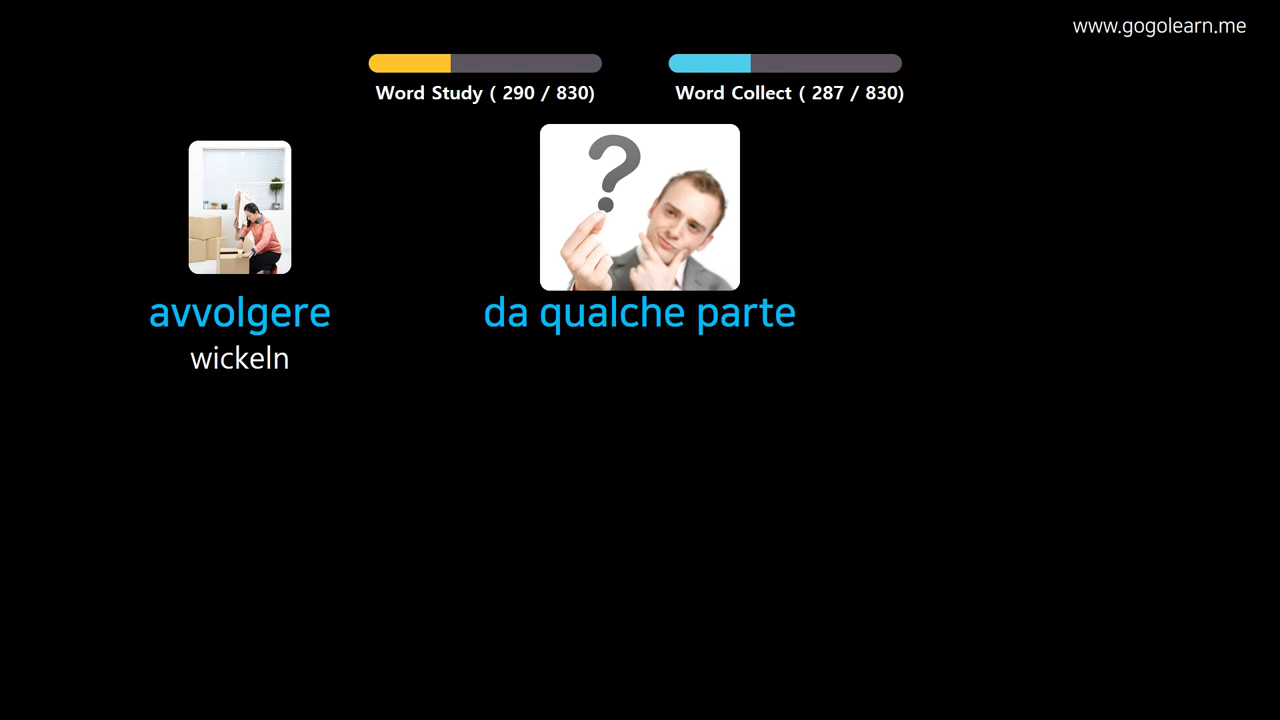 www.gogolearn.me
Word Study ( 290 / 830)
Word Collect ( 287 / 830)
avvolgere
wickeln
da qualche parte